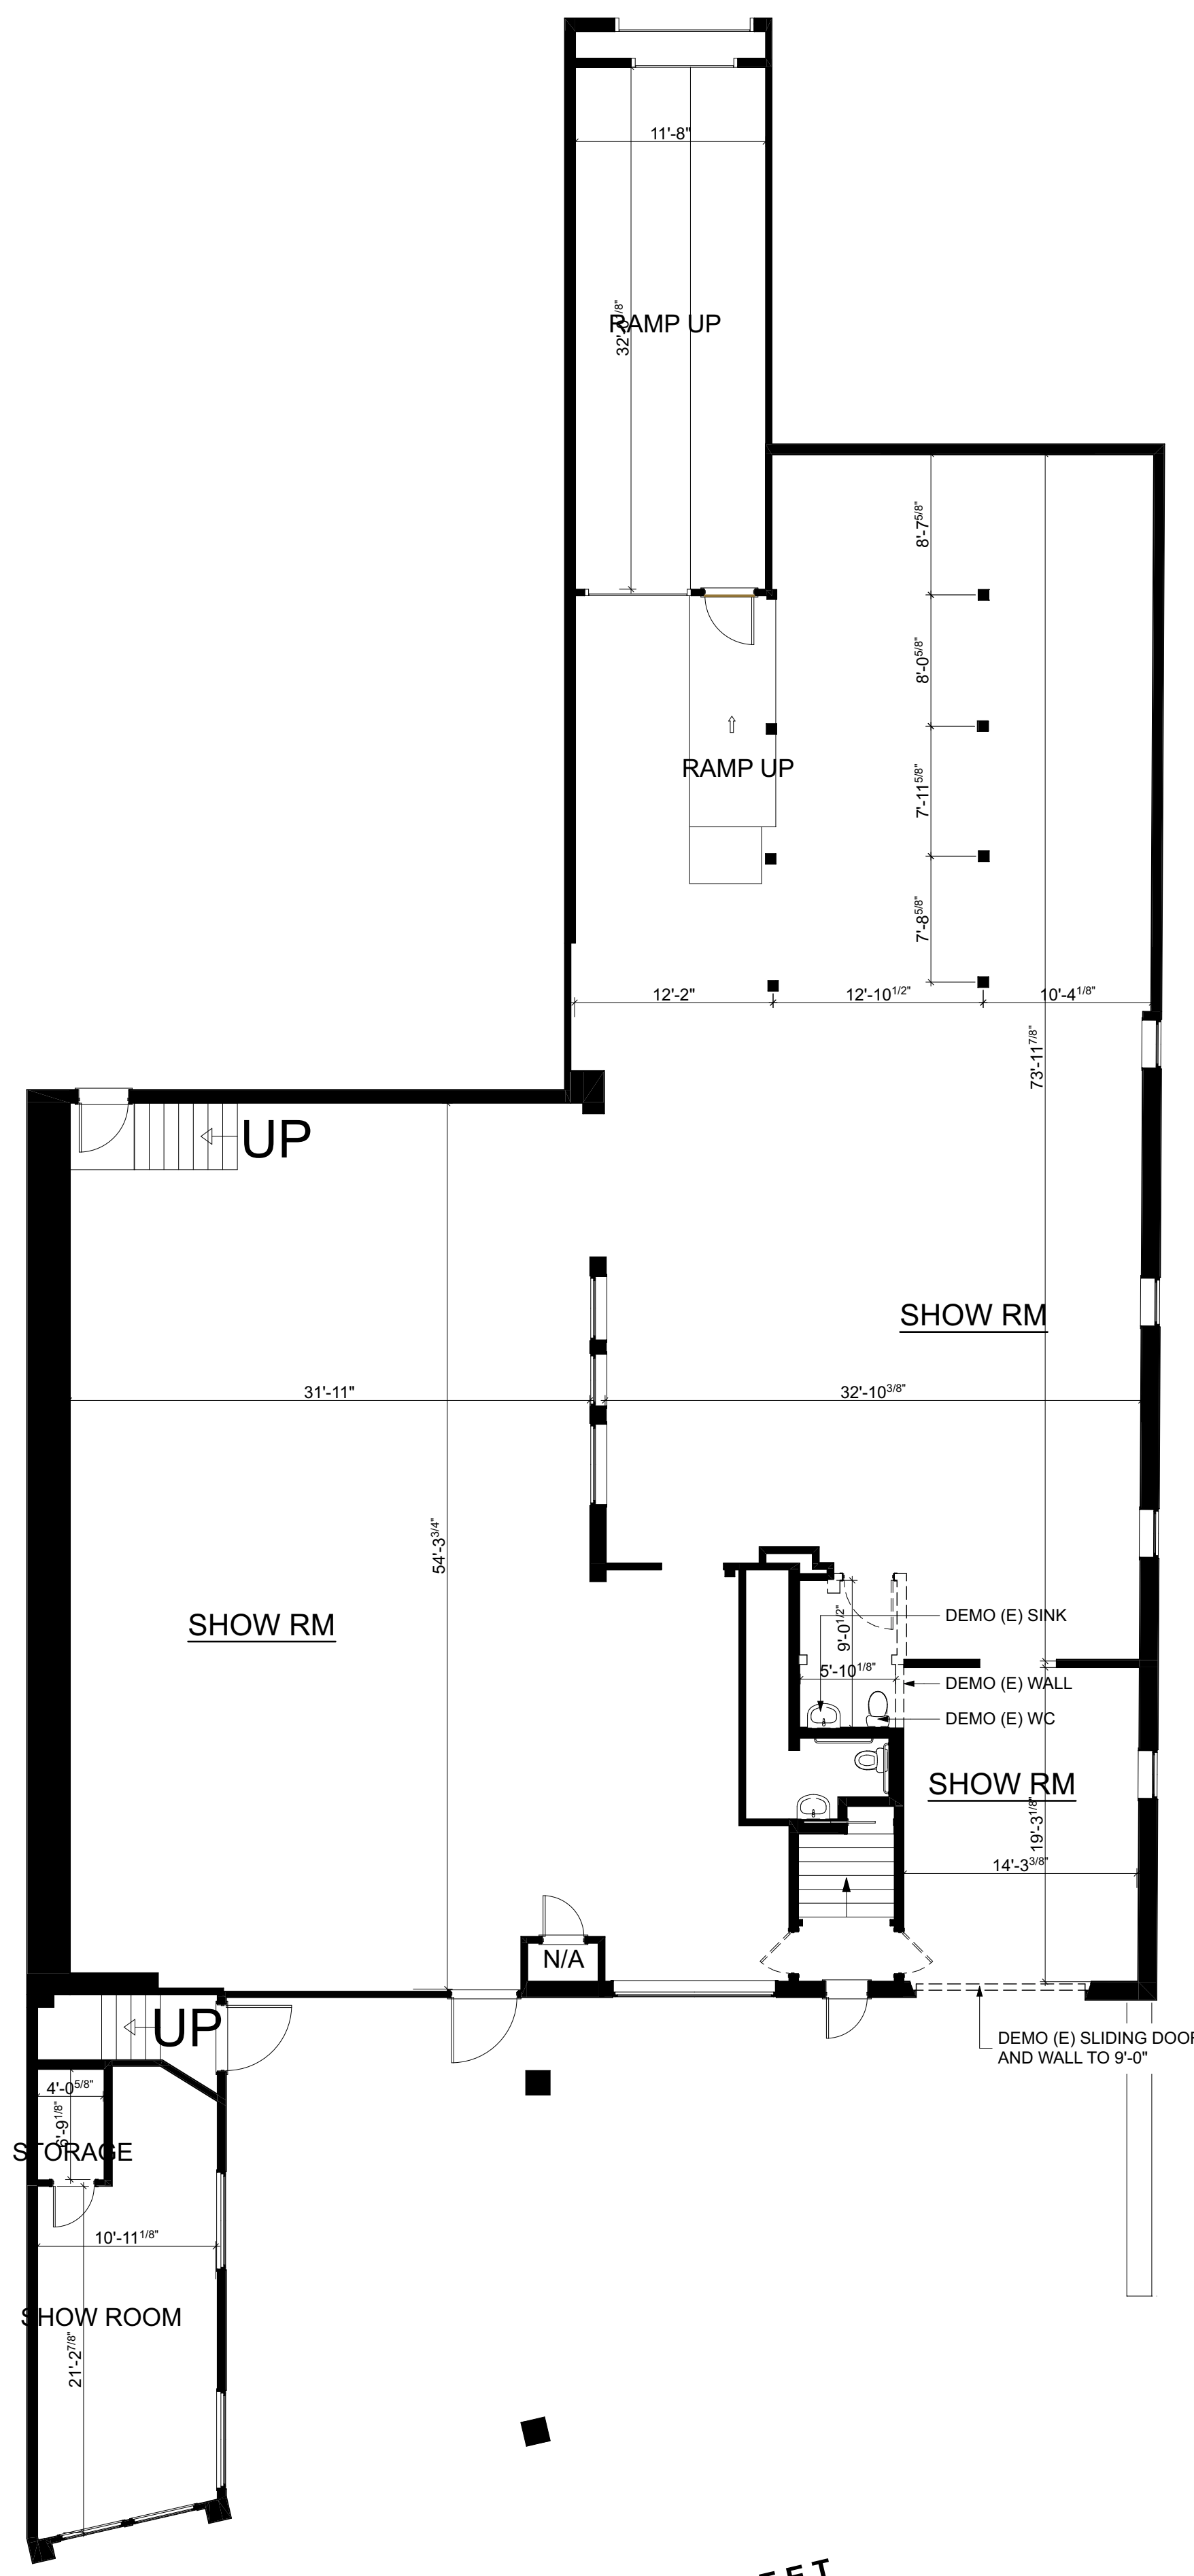 11'-8"
RAMP UP
8'-7 5/8"
8'-0 5/8"
RAMP UP
7'-11 5/8"
7'-8 5/8"
12'-2"
12'-10 1/2"
10'-4 1/8"
73'-11 7/8"
UP
SHOW RM
31'-11"
32'-10 3/8"
54'-3 3/4"
SHOW RM
DEMO (E) SINK
9'-0 1/2"
5'-10 1/8"
DEMO (E) WALL
DEMO (E) WC
SHOW RM
19'-3 1/8"
14'-3 3/8"
N/A
UP
DEMO (E) SLIDING DOOR
AND WALL TO 9'-0"
4'-0 5/8"
6'-9 1/8"
STORAGE
10'-11 1/8"
SHOW ROOM
21'-2 7/8"